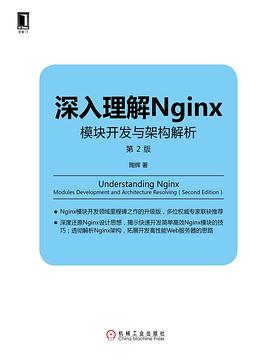 华章科技
深入理解Nginx
模块开发与架构解析
第2版
陶辉 著
Understanding Nginx
Modules Development and Architecture Resolving (Second Edition)
Nginx模块开发领域里程碑之作的升级版，多位权威专家联袂推荐
深度还原Nginx设计思想，揭示快速开发简单高效Nginx模块的技
巧；透彻解析Nginx架构，拓展开发高性能Web服务器的思路
机械工业出版社
China Machine Press